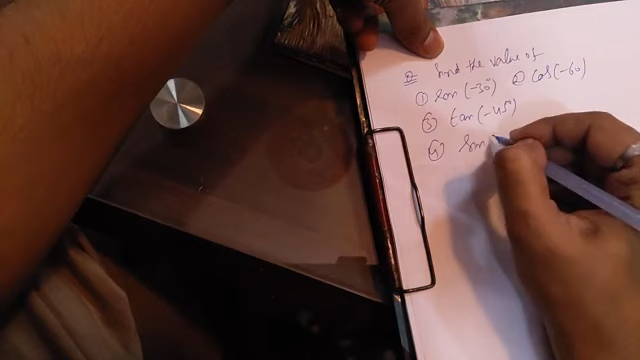 Q. find the value of
① sin (-30°) ② cos (-60)
③ tan (-45°)
④ sin